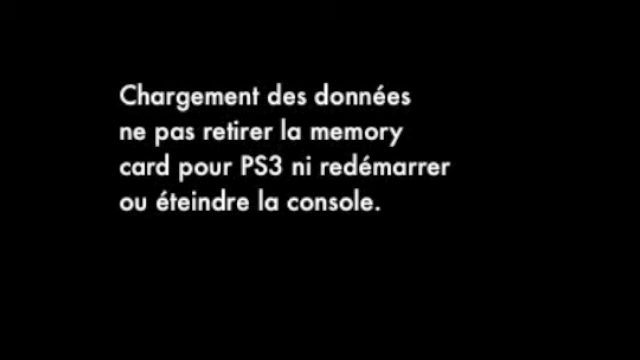 Chargement des données
ne pas retirer la memory
card pour PS3 ni redémarrer
ou éteindre la console.